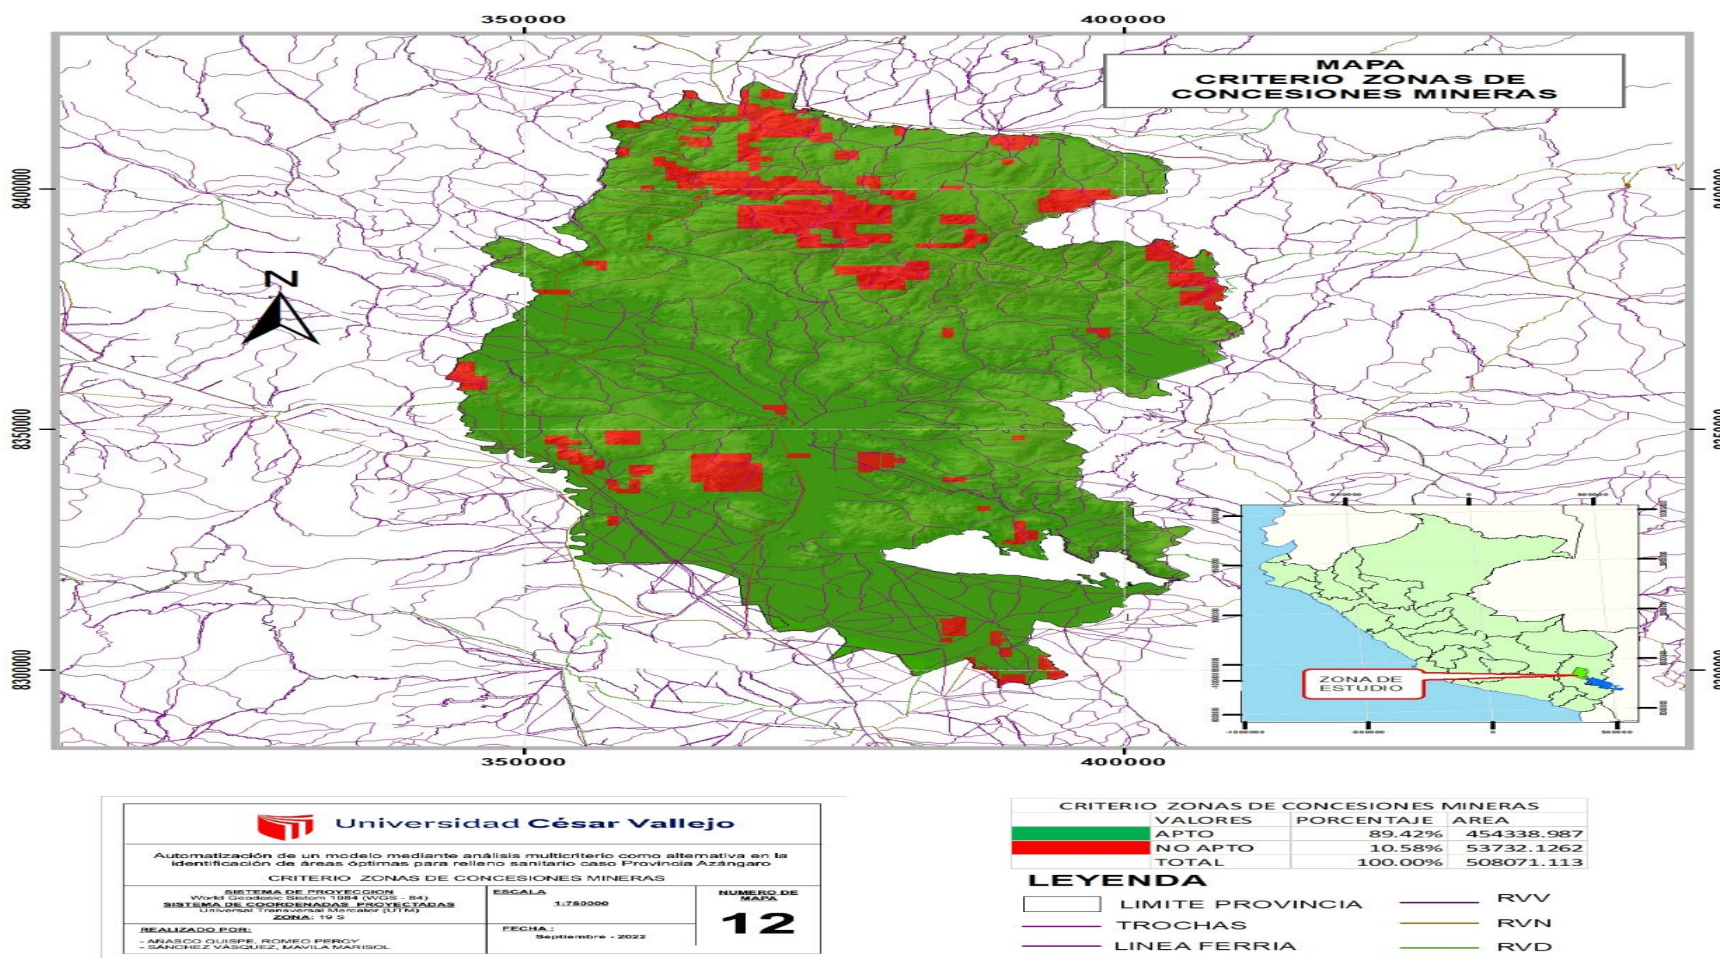 350000
400000
MAPA
CRITERIO ZONAS DE
CONCESIONES MINERAS
8400000
8400000
N
8350000
8350000
8300000
8300000
ZONA DE
ESTUDIO
350000
400000
Universidad César Vallejo
Automatización de un modelo mediante análisis multicriterio como alternativa en la
identificación de áreas óptimas para relleno sanitario caso Provincia Azángaro
CRITERIO ZONAS DE CONCESIONES MINERAS
SISTEMA DE PROYECCION
World Geodesic Sistem 1984 (WGS - 84)
SISTEMA DE COORDENADAS PROYECTADAS
Universal Transversal Mercator (UTM)
ZONA: 19 S
ESCALA
1:750000
NUMERO DE
MAPA
12
REALIZADO POR:
- AÑASCO QUISPE, ROMEO PERCY
- SÁNCHEZ VÁSQUEZ, MAVILA MARISOL
FECHA :
Septiembre - 2022
CRITERIO ZONAS DE CONCESIONES MINERAS
VALORES PORCENTAJE AREA
APTO 89.42% 454338.987
NO APTO 10.58% 53732.1262
TOTAL 100.00% 508071.113
LEYENDA
LIMITE PROVINCIA
TROCHAS
LINEA FERRIA
RVV
RVN
RVD